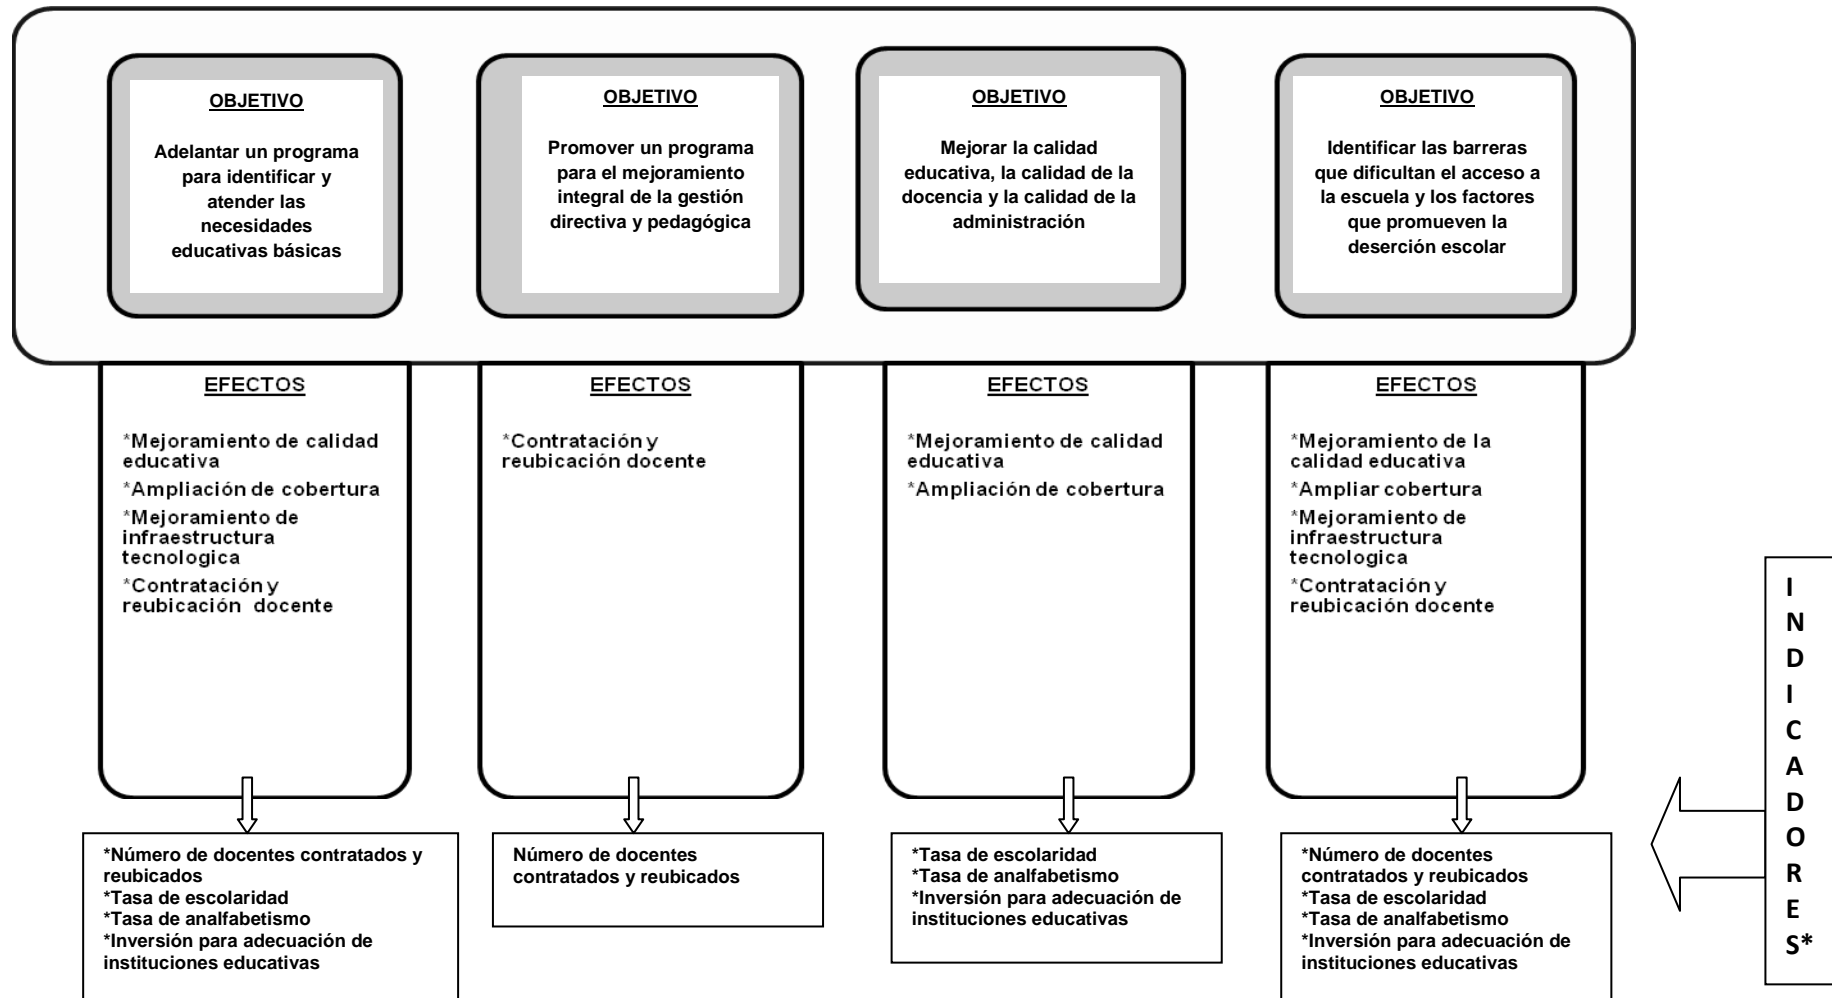 OBJETIVO
Adelantar un programa
para identificar y
atender las
necesidades
educativas básicas
OBJETIVO
Promover un programa
para el mejoramiento
integral de la gestión
directiva y pedagógica
OBJETIVO
Mejorar la calidad
educativa, la calidad de la
docencia y la calidad de la
administración
OBJETIVO
Identificar las barreras
que dificultan el acceso a
la escuela y los factores
que promueven la
deserción escolar
EFECTOS
*Mejoramiento de calidad
educativa
*Ampliación de cobertura
*Mejoramiento de
infraestructura
tecnologica
*Contratación y
reubicación docente
EFECTOS
*Contratación y
reubicación docente
EFECTOS
*Mejoramiento de calidad
educativa
*Ampliación de cobertura
EFECTOS
*Mejoramiento de la
calidad educativa
*Ampliar cobertura
*Mejoramiento de
infraestructura
tecnologica
*Contratación y
reubicación docente
*Número de docentes contratados y
reubicados
*Tasa de escolaridad
*Tasa de analfabetismo
*Inversión para adecuación de
instituciones educativas
Número de docentes
contratados y reubicados
*Tasa de escolaridad
*Tasa de analfabetismo
*Inversión para adecuación de
instituciones educativas
*Número de docentes
contratados y reubicados
*Tasa de escolaridad
*Tasa de analfabetismo
*Inversión para adecuación de
instituciones educativas
I
N
D
I
C
A
D
O
R
E
S*